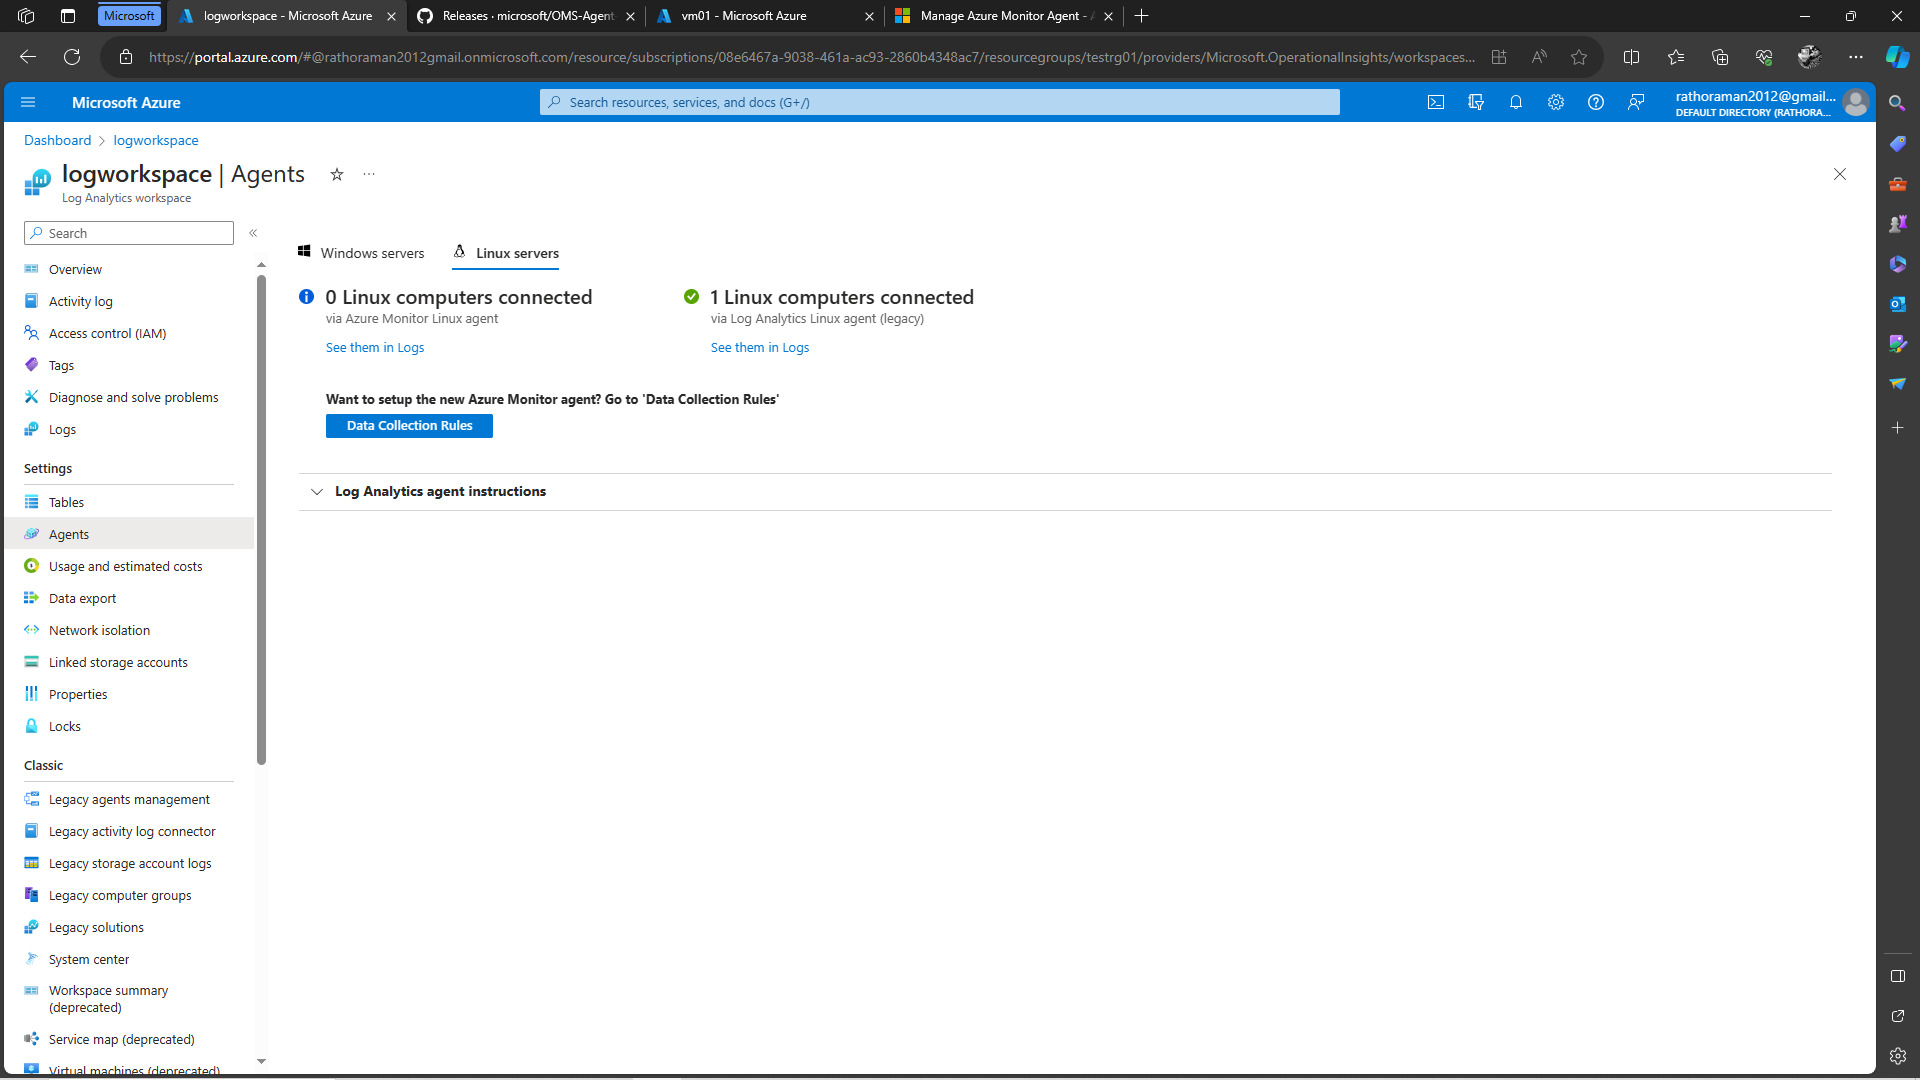 Microsoft
logworkspace - Microsoft Azure
Releases · microsoft/OMS-Agent-
vm01 - Microsoft Azure
Manage Azure Monitor Agent -
https://portal.azure.com/#@rathoraman2012gmail.onmicrosoft.com/resource/subscriptions/08e6467a-9038-461a-ac93-2860b4348ac7/resourcegroups/testrg01/providers/Microsoft.OperationalInsights/workspaces...
Microsoft Azure
Search resources, services, and docs (G+/)
rathoraman2012@gmail...
DEFAULT DIRECTORY (RATHORA...
Dashboard > logworkspace
logworkspace | Agents
Log Analytics workspace
Search
Overview
Activity log
Access control (IAM)
Tags
Diagnose and solve problems
Logs
Settings
Tables
Agents
Usage and estimated costs
Data export
Network isolation
Linked storage accounts
Properties
Locks
Classic
Legacy agents management
Legacy activity log connector
Legacy storage account logs
Legacy computer groups
Legacy solutions
System center
Workspace summary
(deprecated)
Service map (deprecated)
Virtual machines (deprecated)
Windows servers
Linux servers
0 Linux computers connected
via Azure Monitor Linux agent
See them in Logs
1 Linux computers connected
via Log Analytics Linux agent (legacy)
See them in Logs
Want to setup the new Azure Monitor agent? Go to 'Data Collection Rules'
Data Collection Rules
Log Analytics agent instructions